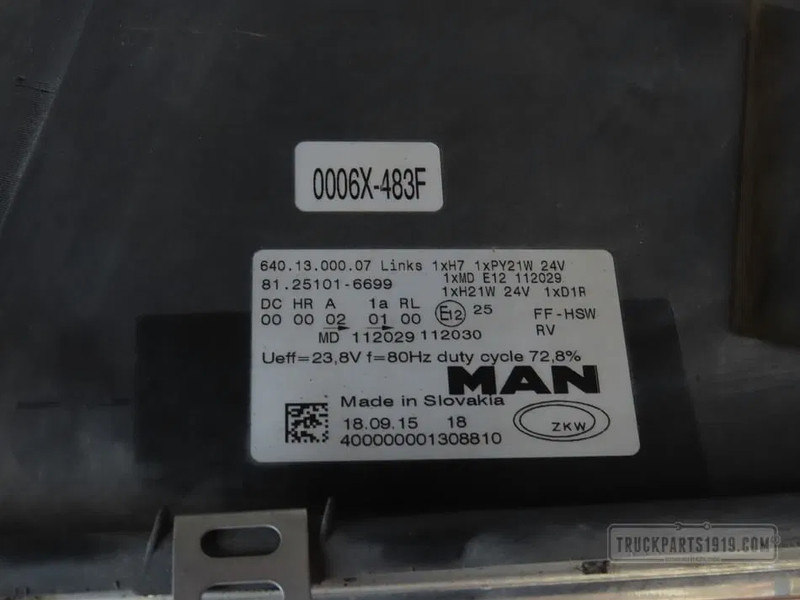 0006X-483F
640.13.000.07 Links 1xH7 1xPY21W 24V
81.25101-6699 1xMD E12 112029
1xH21W 24V 1xD1R
DC HR A 1a RL
00 00 02 01 00 E12 25 FF-HSW
MD 112029 112030 RV
Ueff=23,8V f=80Hz duty cycle 72,8%
MAN
Made in Slovakia
18.09.15 18 ZKW
400000001308810
TRUCKPARTS1919.COM